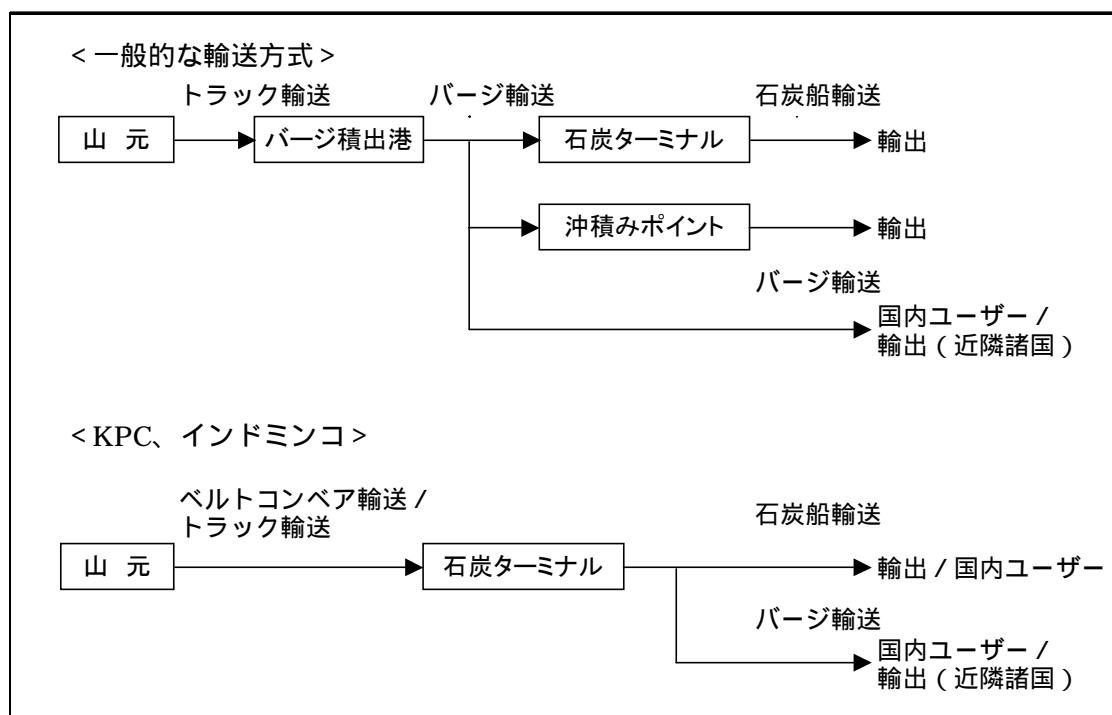 <一般的な輸送方式>
トラック輸送 バージ輸送 石炭船輸送
山 元 バージ積出港 石炭ターミナル 輸出
沖積みポイント 輸出
バージ輸送
国内ユーザー/
輸出(近隣諸国)
<KPC、インドミンコ>
ベルトコンベア輸送/
トラック輸送
石炭船輸送
山 元 石炭ターミナル 輸出/国内ユーザー
バージ輸送
国内ユーザー/
輸出(近隣諸国)